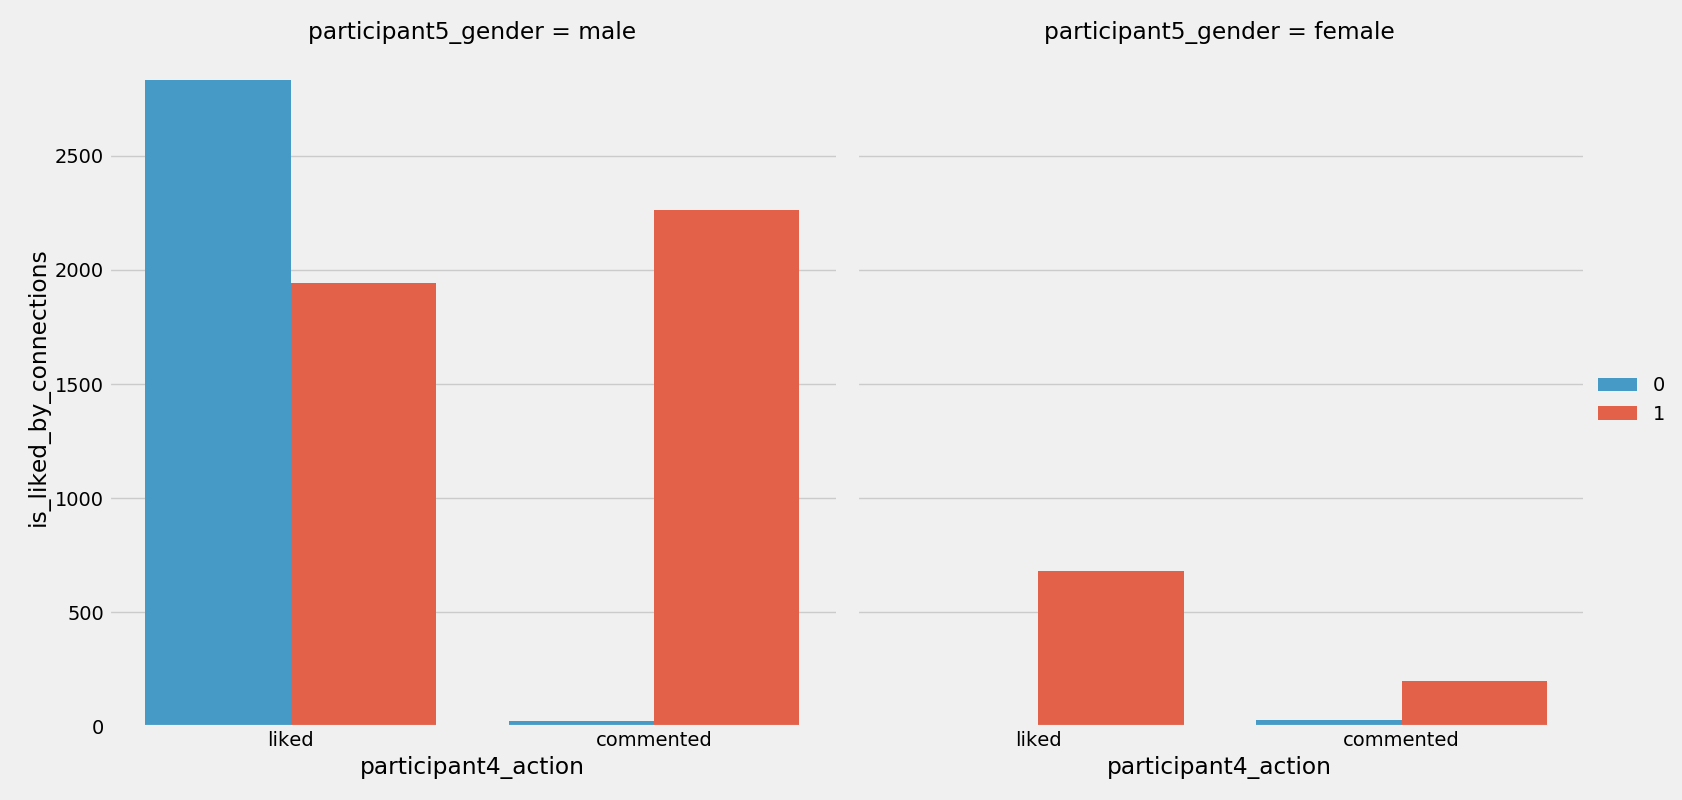 participant5_gender = male
participant5_gender = female
is_liked_by_connections
2500
2000
1500
1000
500
0
liked
commented
liked
commented
participant4_action
participant4_action
0
1